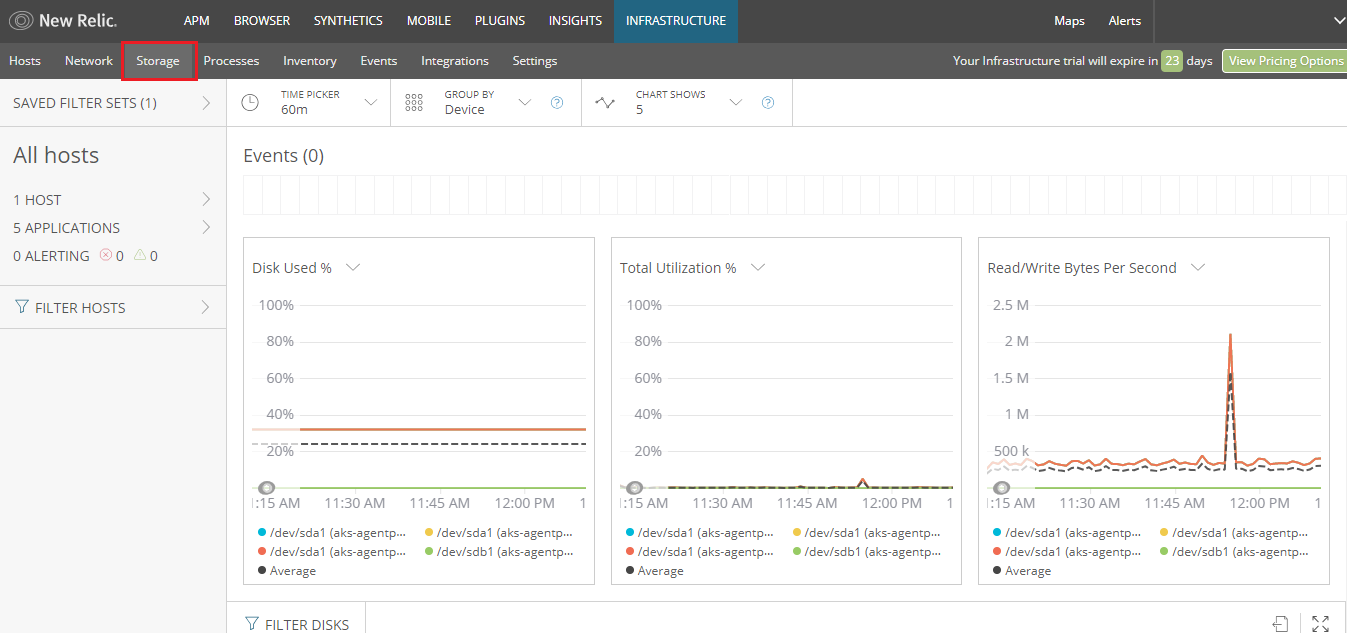 New Relic.
APM BROWSER SYNTHETICS MOBILE PLUGINS INSIGHTS INFRASTRUCTURE Maps Alerts
Hosts Network Storage Processes Inventory Events Integrations Settings Your Infrastructure trial will expire in 23 days View Pricing Options
SAVED FILTER SETS (1)
TIME PICKER
60m
GROUP BY
Device
?
CHART SHOWS
5
?
All hosts
1 HOST
5 APPLICATIONS
0 ALERTING 0 0
FILTER HOSTS
Events (0)
Disk Used %
100%
80%
60%
40%
20%
:15 AM 11:30 AM 11:45 AM 12:00 PM 1
/dev/sda1 (aks-agentp... /dev/sda1 (aks-agentp...
/dev/sda1 (aks-agentp... /dev/sdb1 (aks-agentp...
Average
Total Utilization %
100%
80%
60%
40%
20%
:15 AM 11:30 AM 11:45 AM 12:00 PM 1
/dev/sda1 (aks-agentp... /dev/sda1 (aks-agentp...
/dev/sda1 (aks-agentp... /dev/sdb1 (aks-agentp...
Average
Read/Write Bytes Per Second
2.5 M
2 M
1.5 M
1 M
500 k
:15 AM 11:30 AM 11:45 AM 12:00 PM 1
/dev/sda1 (aks-agentp... /dev/sda1 (aks-agentp...
/dev/sda1 (aks-agentp... /dev/sdb1 (aks-agentp...
Average
FILTER DISKS